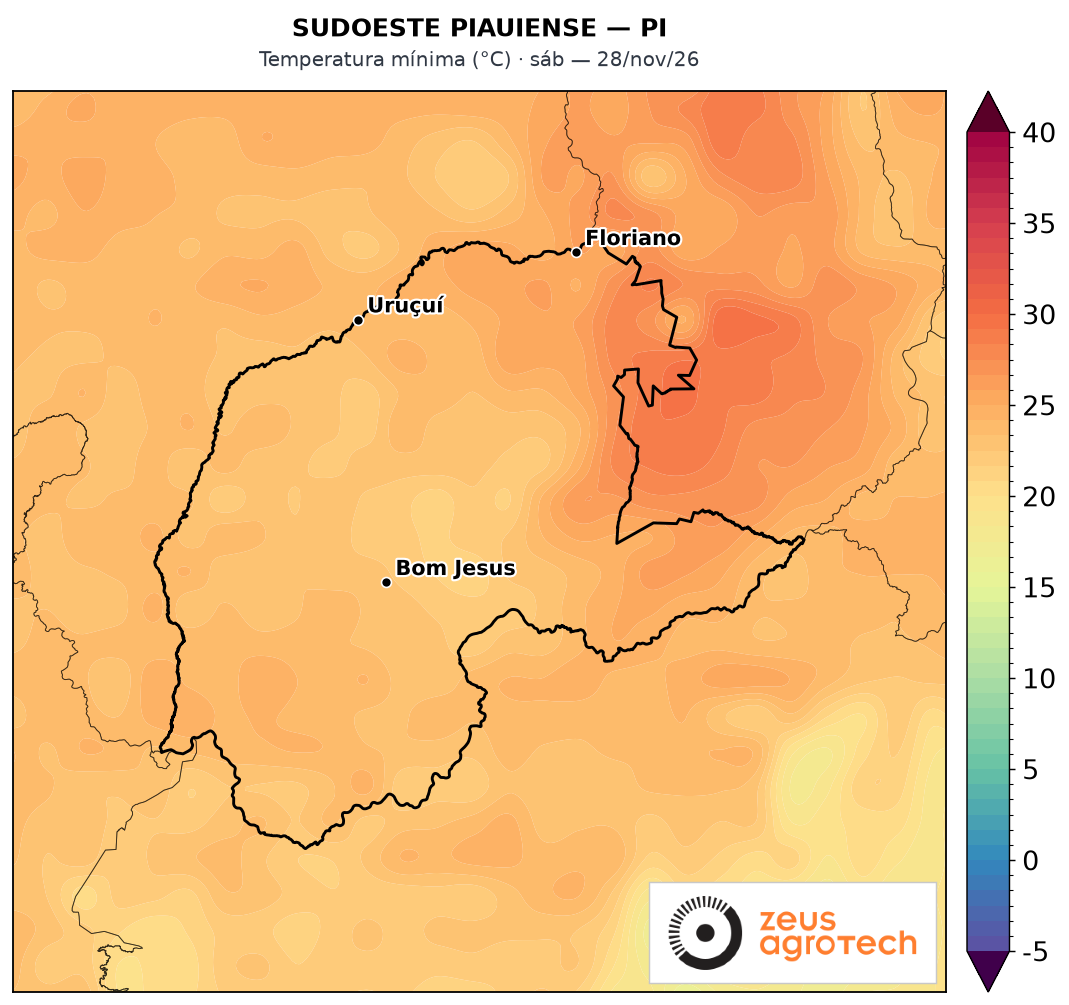 SUDOESTE PIAUIENSE — PI
Temperatura mínima (°C) · sáb — 28/nov/26
40
35
30
25
20
15
10
5
0
-5
Floriano
Uruçuí
Bom Jesus
zeus
agrotech